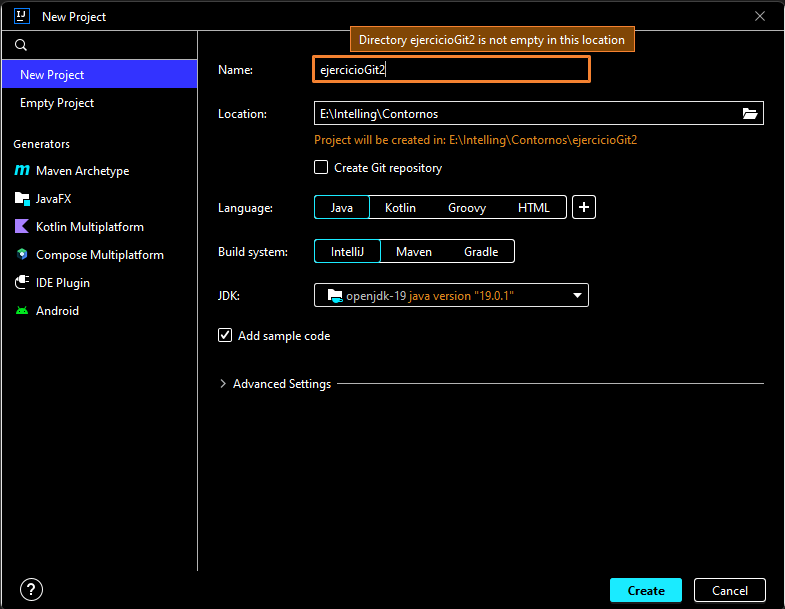 New Project
Directory ejercicioGit2 is not empty in this location
New Project
Empty Project
Generators
Maven Archetype
JavaFX
Kotlin Multiplatform
Compose Multiplatform
IDE Plugin
Android
Name:
ejercicioGit2
Location:
E:\Intelling\Contornos
Project will be created in: E:\Intelling\Contornos\ejercicioGit2
Create Git repository
Language:
Java Kotlin Groovy HTML +
Build system:
IntelliJ Maven Gradle
JDK:
openjdk-19 java version "19.0.1"
Add sample code
Advanced Settings
?
Create Cancel